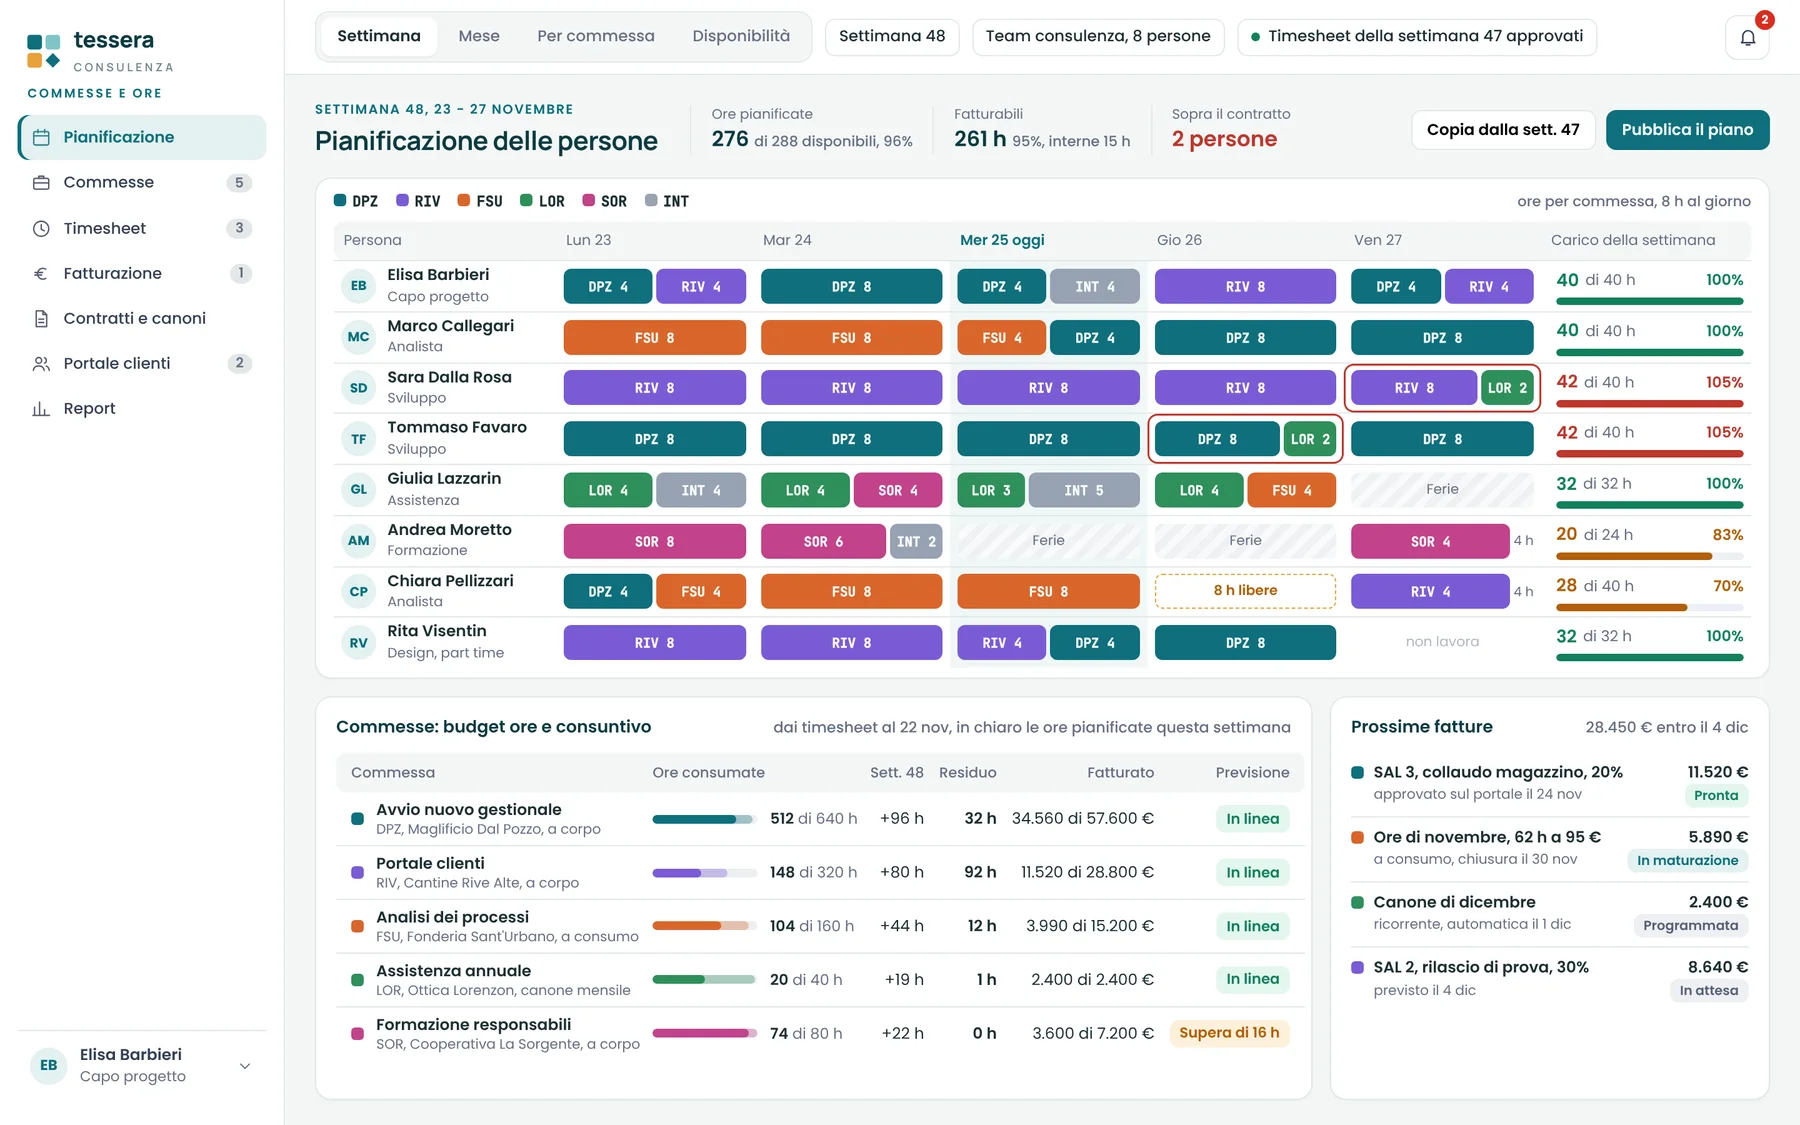 tessera
CONSULENZA
COMMESSE E ORE
Pianificazione
Commesse 5
Timesheet 3
Fatturazione 1
Contratti e canoni
Portale clienti 2
Report
EB Elisa Barbieri
Capo progetto
Settimana Mese Per commessa Disponibilità Settimana 48 Team consulenza, 8 persone Timesheet della settimana 47 approvati 2
SETTIMANA 48, 23 - 27 NOVEMBRE
Pianificazione delle persone
Ore pianificate
276 di 288 disponibili, 96%
Fatturabili
261 h 95%, interne 15 h
Sopra il contratto
2 persone
Copia dalla sett. 47 Pubblica il piano
DPZ RIV FSU LOR SOR INT ore per commessa, 8 h al giorno
Persona Lun 23 Mar 24 Mer 25 oggi Gio 26 Ven 27 Carico della settimana
EB Elisa Barbieri DPZ 4 RIV 4 DPZ 8 DPZ 4 INT 4 RIV 8 DPZ 4 RIV 4 40 di 40 h 100%
Capo progetto
MC Marco Callegari FSU 8 FSU 8 FSU 4 DPZ 4 DPZ 8 DPZ 8 40 di 40 h 100%
Analista
SD Sara Dalla Rosa RIV 8 RIV 8 RIV 8 RIV 8 RIV 8 LOR 2 42 di 40 h 105%
Sviluppo
TF Tommaso Favaro DPZ 8 DPZ 8 DPZ 8 DPZ 8 LOR 2 DPZ 8 42 di 40 h 105%
Sviluppo
GL Giulia Lazzarin LOR 4 INT 4 LOR 4 SOR 4 LOR 3 INT 5 LOR 4 FSU 4 Ferie 32 di 32 h 100%
Assistenza
AM Andrea Moretto SOR 8 SOR 6 INT 2 Ferie Ferie SOR 4 4 h 20 di 24 h 83%
Formazione
CP Chiara Pellizzari DPZ 4 FSU 4 FSU 8 FSU 8 8 h libere RIV 4 4 h 28 di 40 h 70%
Analista
RV Rita Visentin RIV 8 RIV 8 RIV 4 DPZ 4 DPZ 8 non lavora 32 di 32 h 100%
Design, part time
Commesse: budget ore e consuntivo dai timesheet al 22 nov, in chiaro le ore pianificate questa settimana
Commessa Ore consumate Sett. 48 Residuo Fatturato Previsione
Avvio nuovo gestionale 512 di 640 h +96 h 32 h 34.560 di 57.600 € In linea
DPZ, Maglificio Dal Pozzo, a corpo
Portale clienti 148 di 320 h +80 h 92 h 11.520 di 28.800 € In linea
RIV, Cantine Rive Alte, a corpo
Analisi dei processi 104 di 160 h +44 h 12 h 3.990 di 15.200 € In linea
FSU, Fonderia Sant'Urbano, a consumo
Assistenza annuale 20 di 40 h +19 h 1 h 2.400 di 2.400 € In linea
LOR, Ottica Lorenzon, canone mensile
Formazione responsabili 74 di 80 h +22 h 0 h 3.600 di 7.200 € Supera di 16 h
SOR, Cooperativa La Sorgente, a corpo
Prossime fatture 28.450 € entro il 4 dic
SAL 3, collaudo magazzino, 20% 11.520 €
approvato sul portale il 24 nov Pronta
Ore di novembre, 62 h a 95 € 5.890 €
a consumo, chiusura il 30 nov In maturazione
Canone di dicembre 2.400 €
ricorrente, automatica il 1 dic Programmata
SAL 2, rilascio di prova, 30% 8.640 €
previsto il 4 dic In attesa